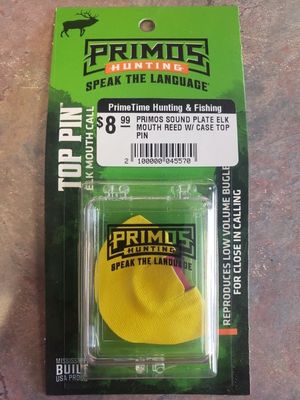 PRIMOS
HUNTING
SPEAK THE LANGUAGE
PrimeTime Hunting & Fishing
$8.99
PRIMOS SOUND PLATE ELK
MOUTH REED W/ CASE TOP
PIN
2 100000 045570
TOP PIN
ELK MOUTH CALL
REPRODUCES LOW VOLUME BUGLE
FOR CLOSE IN CALLING
PRIMOS
HUNTING
SPEAK THE LANGUAGE
BUILT
USA PROUD